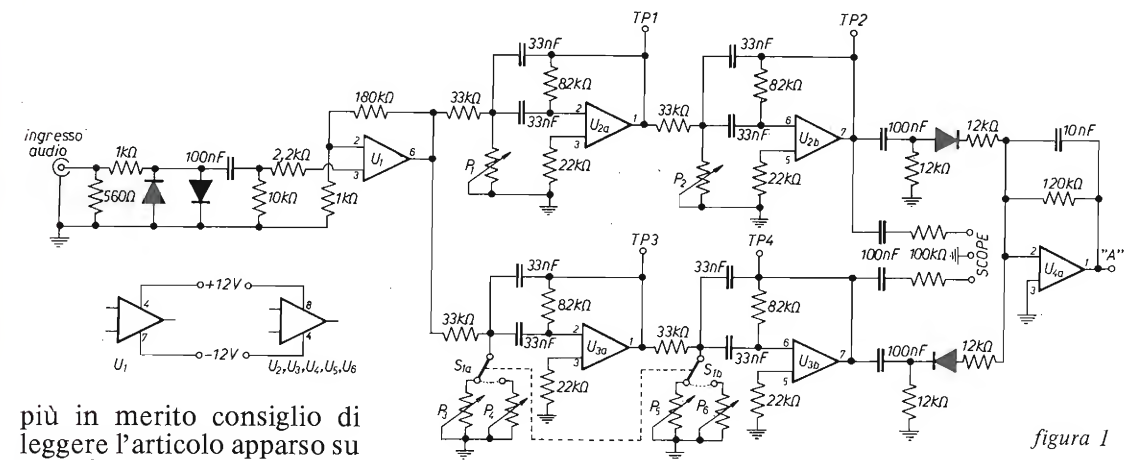 TP1
TP2
33nF
33nF
82kΩ
82kΩ
180kΩ
33kΩ
33nF
33kΩ
33nF
ingresso
audio
1kΩ
100nF
2,2kΩ
2
3
U1
6
2
3
U2a
1
6
5
U2b
7
100nF
12kΩ
10nF
560Ω
10kΩ
1kΩ
P1
22kΩ
P2
22kΩ
12kΩ
120kΩ
100nF
100kΩ
SCOPE
2
3
U4a
1
"A"
TP3
TP4
33nF
33nF
82kΩ
82kΩ
4
+12V
8
7
-12V
4
U1
U2,U3,U4,U5,U6
33kΩ
33nF
2
3
U3a
1
33kΩ
33nF
6
5
U3b
7
100nF
12kΩ
S1a
S1b
22kΩ
22kΩ
12kΩ
P3
P4
P5
P6
più in merito consiglio di
leggere l'articolo apparso su
figura 1